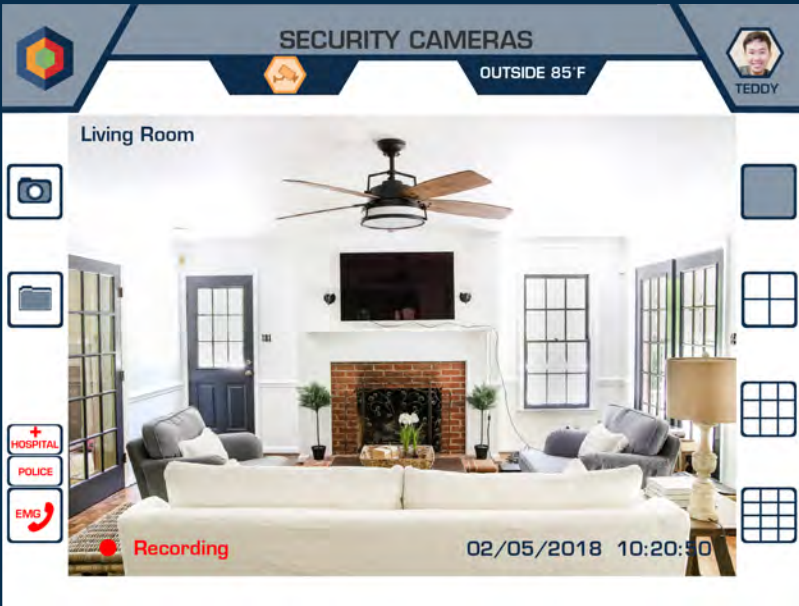 SECURITY CAMERAS
OUTSIDE 85°F
TEDDY
Living Room
HOSPITAL
POLICE
EMG
Recording
02/05/2018 10:20:50